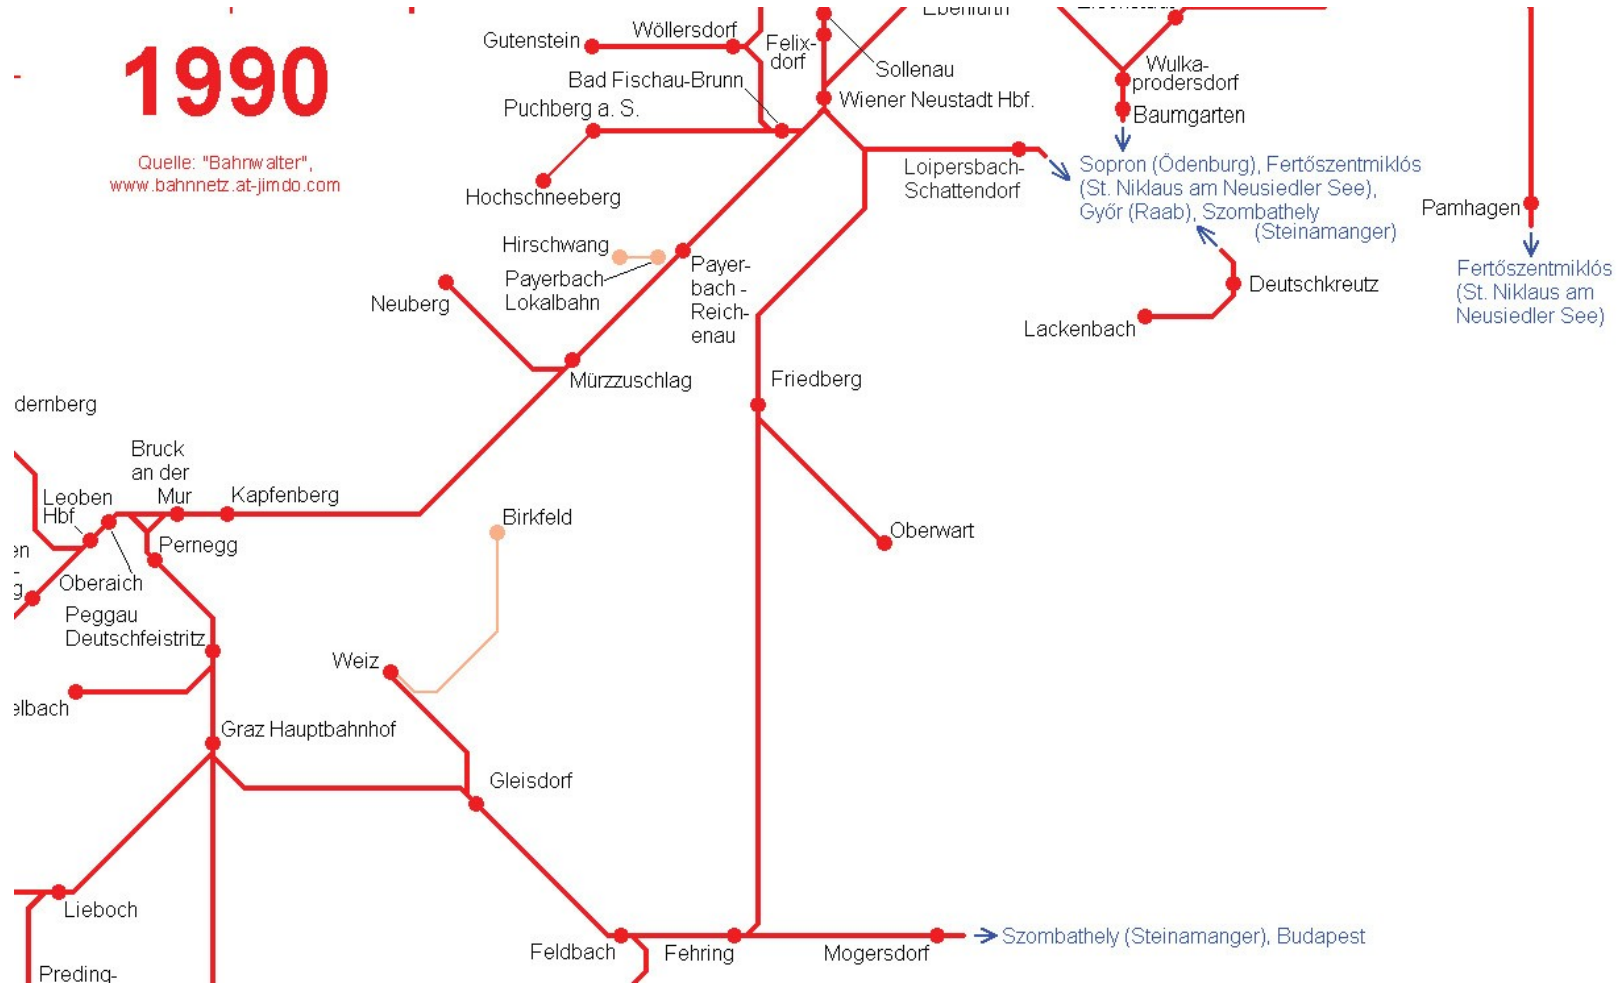 Ebenfurth
1990
Quelle: "Bahnwalter",
www.bahnnetz.at-jimdo.com
Gutenstein
Wöllersdorf
Felix-
dorf
Sollenau
Bad Fischau-Brunn
Puchberg a. S.
Wiener Neustadt Hbf.
Wulka-
prodersdorf
Baumgarten
Hochschneeberg
Loipersbach-
Schattendorf
Sopron (Ödenburg), Fertőszentmiklós
(St. Niklaus am Neusiedler See),
Győr (Raab), Szombathely
(Steinamanger)
Pamhagen
Fertőszentmiklós
(St. Niklaus am
Neusiedler See)
Hirschwang
Payerbach-
Lokalbahn
Payer-
bach -
Reich-
enau
Neuberg
Deutschkreutz
Lackenbach
Mürzzuschlag
Friedberg
dernberg
Bruck
an der
Mur
Leoben
Hbf
Kapfenberg
Birkfeld
Oberwart
Pernegg
en
-
g
Oberaich
Peggau
Deutschfeistritz
Weiz
elbach
Graz Hauptbahnhof
Gleisdorf
Lieboch
Feldbach
Fehring
Mogersdorf
Szombathely (Steinamanger), Budapest
Preding-